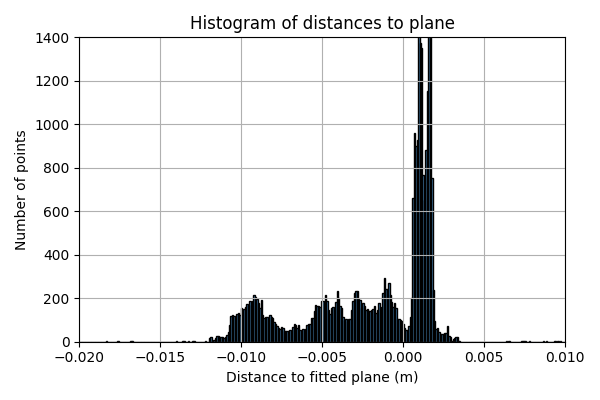 Histogram of distances to plane
1400
1200
1000
800
600
400
200
0
Number of points
−0.020 −0.015 −0.010 −0.005 0.000 0.005 0.010
Distance to fitted plane (m)